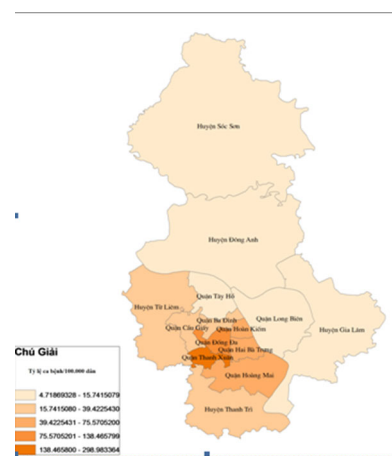 Huyện Sóc Sơn
Huyện Đông Anh
Quận Tây Hồ
Huyện Từ Liêm
Quận Long Biên
Quận Ba Đình
Quận Cầu Giấy
Quận Hoàn Kiếm
Huyện Gia Lâm
Quận Đống Đa
Quận Hai Bà Trưng
Quận Thanh Xuân
Quận Hoàng Mai
Huyện Thanh Trì
Chú Giải
Tỷ lệ ca bệnh/100.000 dân
4.71869328 - 15.7415079
15.7415080 - 39.4225430
39.4225431 - 75.5705200
75.5705201 - 138.465799
138.465800 - 298.983364